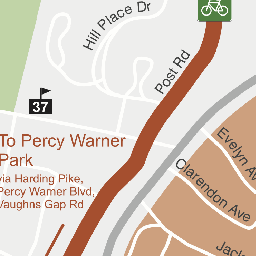 Hill Place Dr
Post Rd
37
To Percy Warner
Park
via Harding Pike,
Percy Warner Blvd,
Vaughns Gap Rd
Evelyn Av
Clarendon Ave
Jack